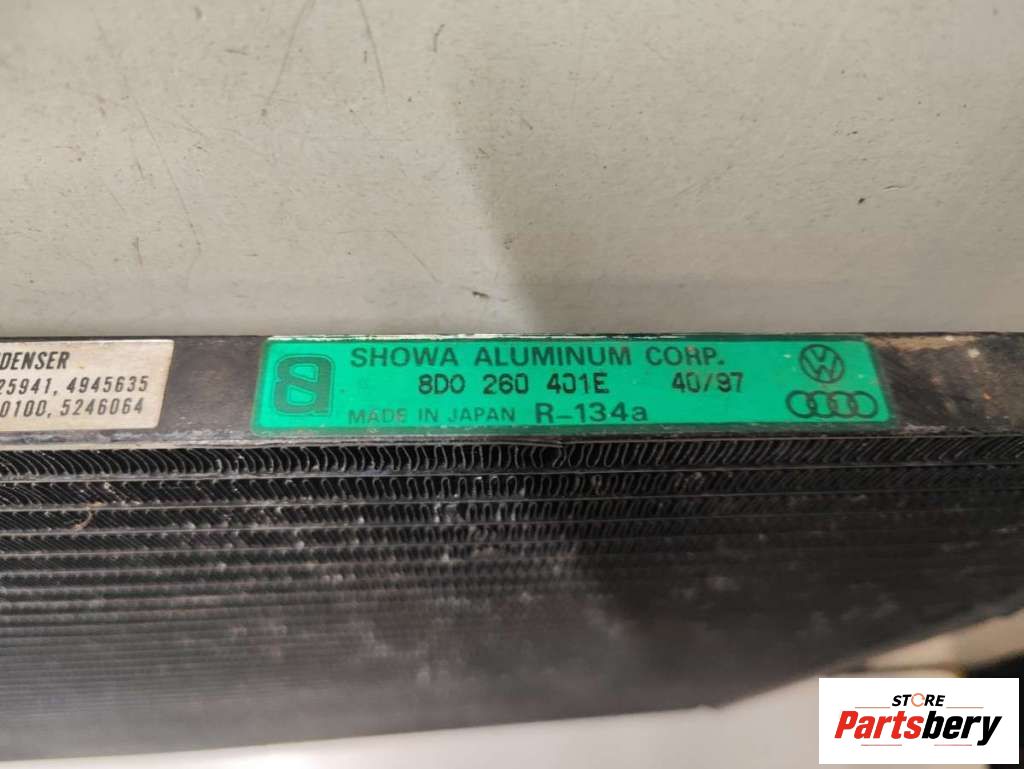 DENSER
25941, 4945635
0100, 5246064
SHOWA ALUMINUM CORP.
8D0 260 401E 40/97
MADE IN JAPAN R-134a
STORE
Partsbery